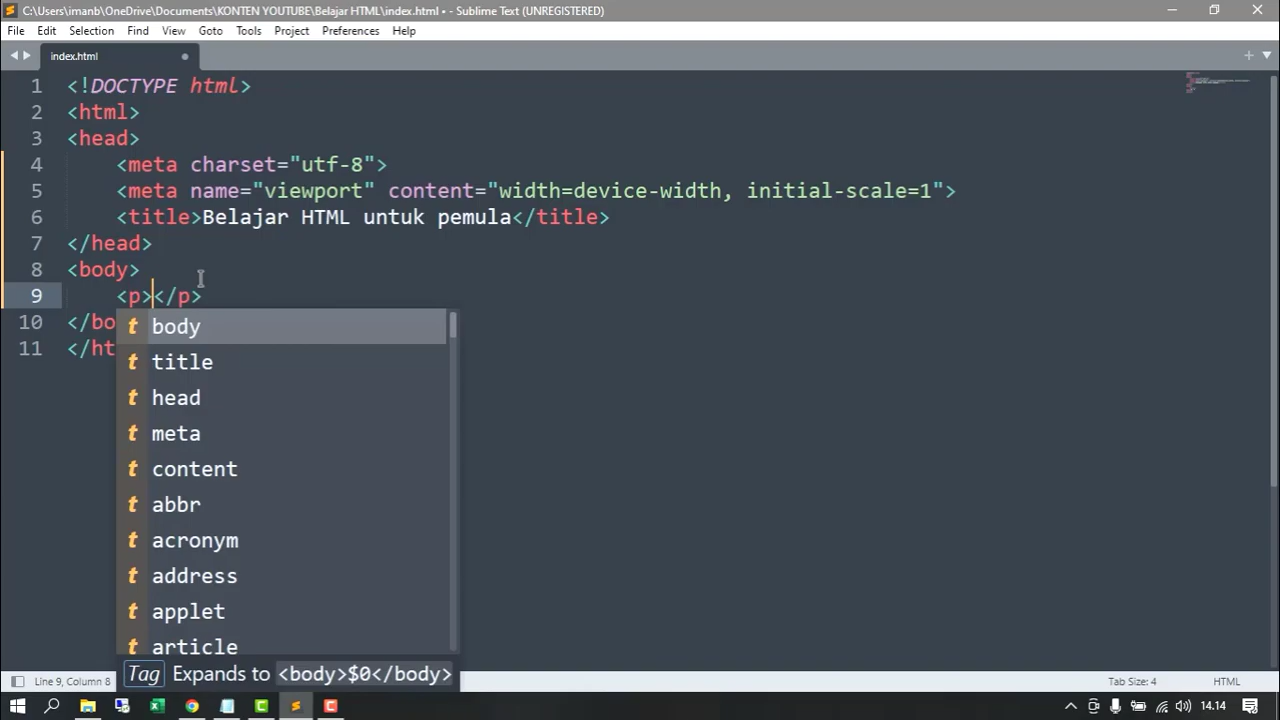 C:\Users\imanb\OneDrive\Documents\KONTEN YOUTUBE\Belajar HTML\index.html • - Sublime Text (UNREGISTERED)
File Edit Selection Find View Goto Tools Project Preferences Help
index.html
1 <!DOCTYPE html>
2 <html>
3 <head>
4 <meta charset="utf-8">
5 <meta name="viewport" content="width=device-width, initial-scale=1">
6 <title>Belajar HTML untuk pemula</title>
7 </head>
8 <body>
9 <p></p>
10 </bo
11 </ht
t body
t title
t head
t meta
t content
t abbr
t acronym
t address
t applet
t article
Tag Expands to <body>$0</body>
Line 9, Column 8 Tab Size: 4 HTML
14.14